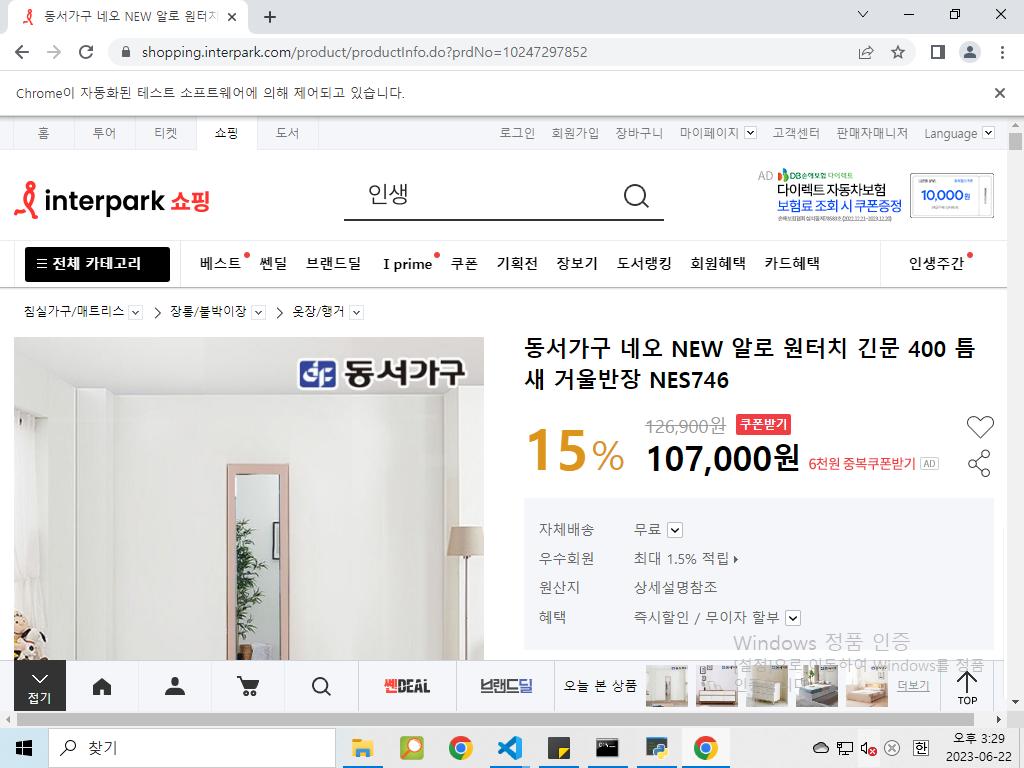 동서가구 네오 NEW 알로 원터치
shopping.interpark.com/product/productInfo.do?prdNo=10247297852
Chrome이 자동화된 테스트 소프트웨어에 의해 제어되고 있습니다.
홈 투어 티켓 쇼핑 도서 로그인 회원가입 장바구니 마이페이지 고객센터 판매자매니저 Language
interpark 쇼핑
인생
AD DB손해보험 다이렉트
다이렉트 자동차보험
보험료 조회 시 쿠폰증정
10,000원
전체 카테고리 베스트 쎈딜 브랜드딜 I prime 쿠폰 기획전 장보기 도서랭킹 회원혜택 카드혜택 인생주간
침실가구/매트리스 장롱/붙박이장 옷장/행거
동서가구
동서가구 네오 NEW 알로 원터치 긴문 400 틈
새 거울반장 NES746
15% 126,900원 쿠폰받기
107,000원 6천원 중복쿠폰받기 AD
자체배송 무료
우수회원 최대 1.5% 적립
원산지 상세설명참조
혜택 즉시할인 / 무이자 할부
Windows 정품 인증
[설정]으로 이동하여 Windows를 정품
접기
쎈DEAL
브랜드딜
오늘 본 상품
더보기
TOP
찾기
한
오후 3:29
2023-06-22